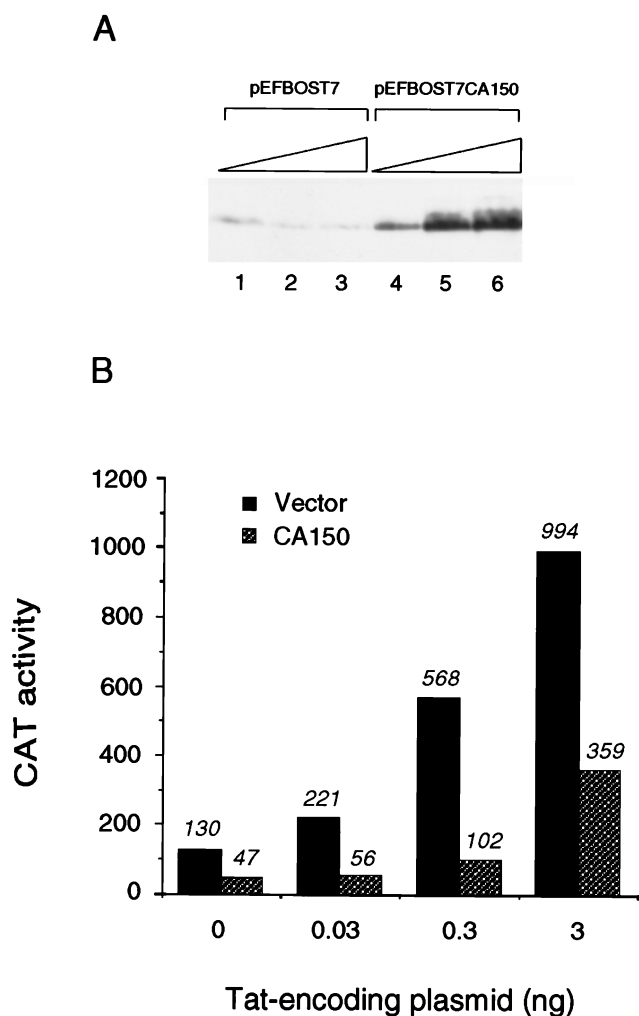 A
pEFBOST7 pEFBOST7CA150
1 2 3 4 5 6
B
1200
1000
800
600
400
200
0
CAT activity
Vector
CA150
130
47
221
56
568
102
994
359
0 0.03 0.3 3
Tat-encoding plasmid (ng)